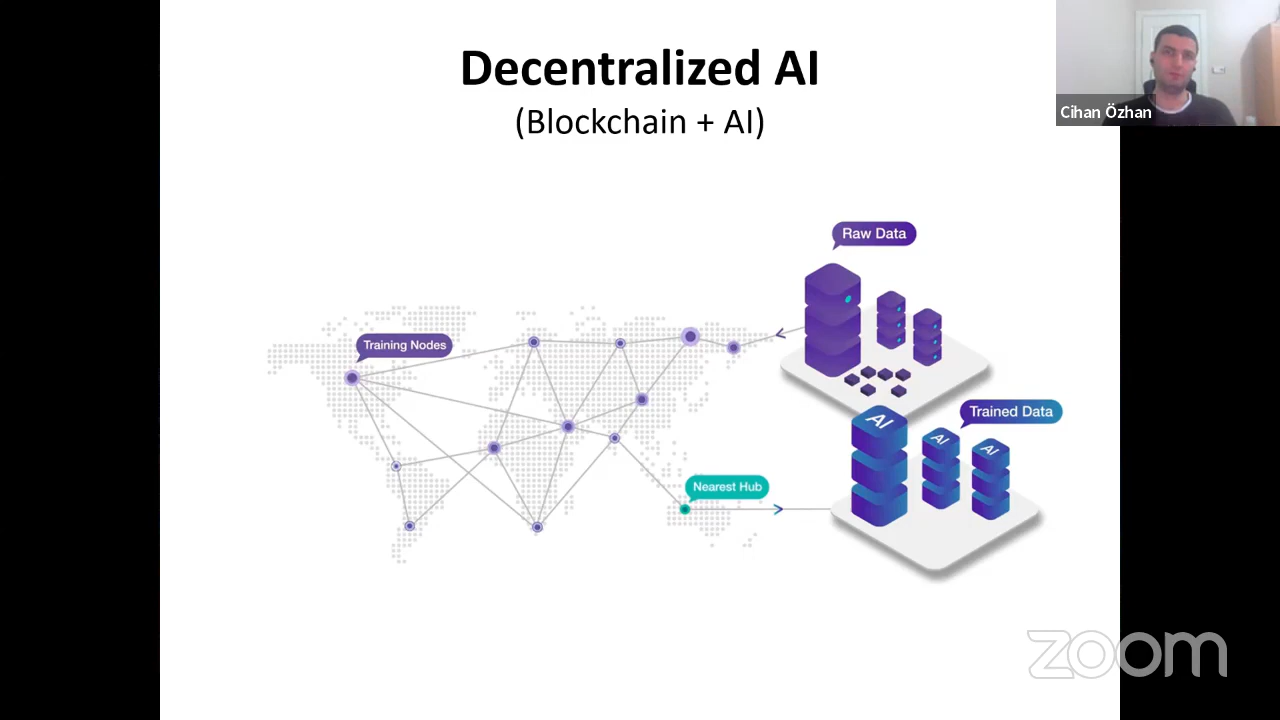 Decentralized AI
(Blockchain + AI)
Cihan Özhan
Raw Data
Training Nodes
Trained Data
AI
AI
AI
Nearest Hub
zoom